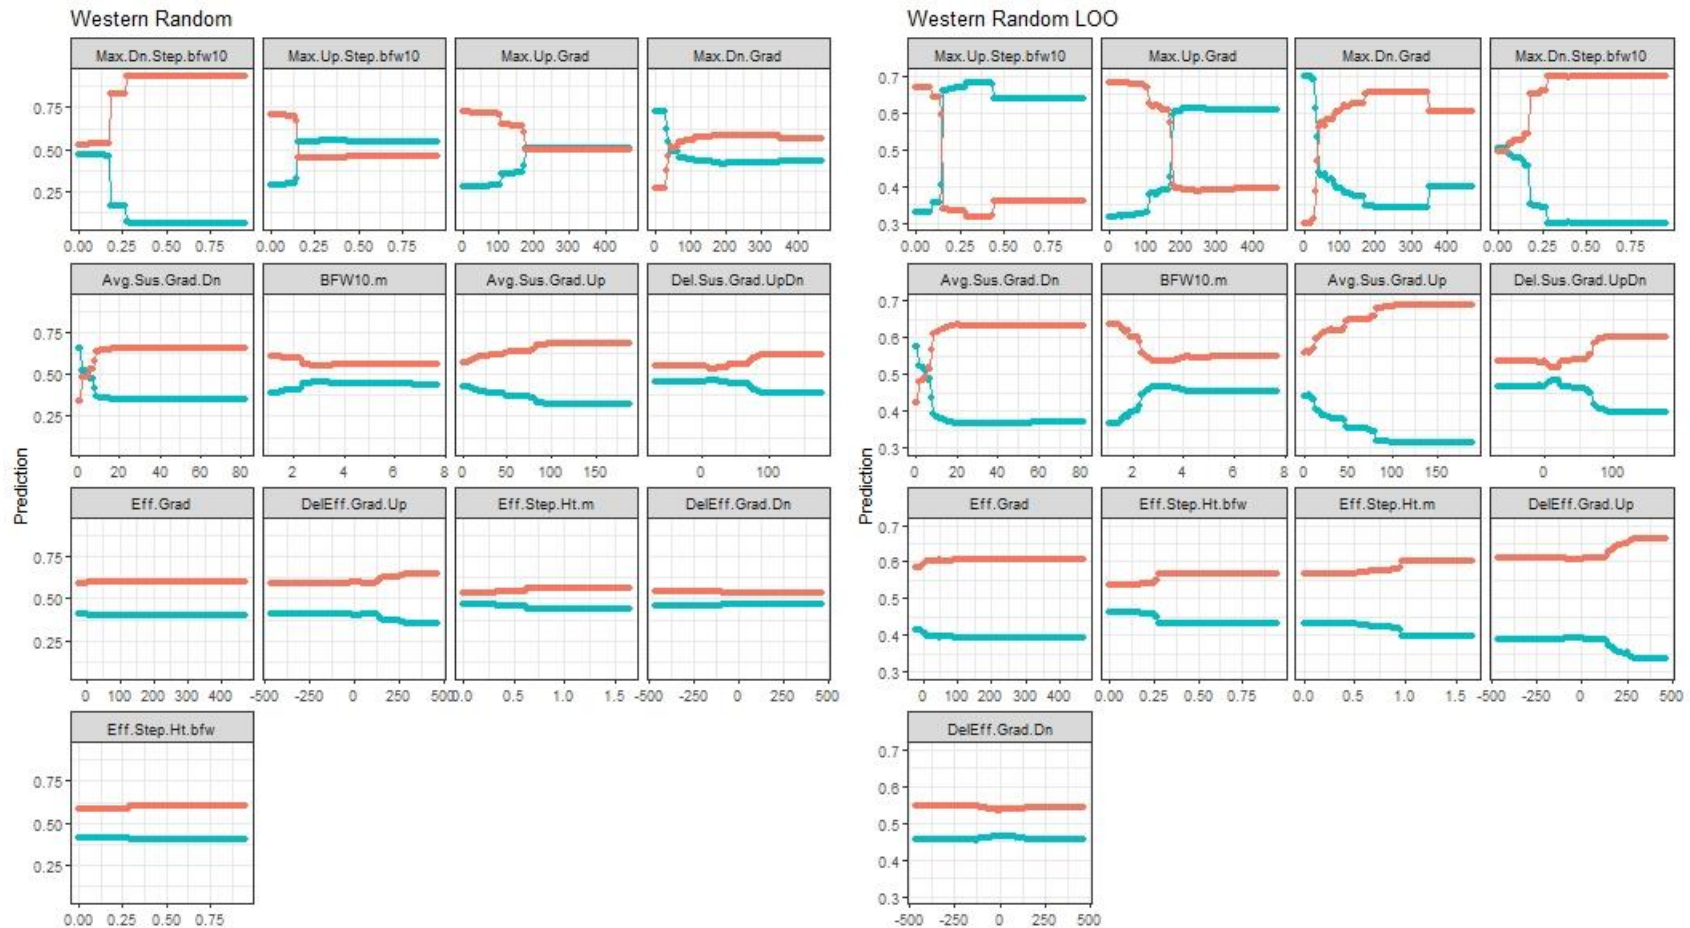 Western Random
Max.Dn.Step.bfw10 Max.Up.Step.bfw10 Max.Up.Grad Max.Dn.Grad
0.75
0.50
0.25
0.00 0.25 0.50 0.75 0.00 0.25 0.50 0.75 0 100 200 300 400 0 100 200 300 400
Avg.Sus.Grad.Dn BFW10.m Avg.Sus.Grad.Up Del.Sus.Grad.UpDn
0.75
0.50
0.25
0 20 40 60 80 2 4 6 8 0 50 100 150 0 100
Prediction
Eff.Grad DelEff.Grad.Up Eff.Step.Ht.m DelEff.Grad.Dn
0.75
0.50
0.25
0 100 200 300 400 -500 -250 0 250 500 0.0 0.5 1.0 1.5 -500 -250 0 250 500
Eff.Step.Ht.bfw
0.75
0.50
0.25
0.00 0.25 0.50 0.75
Western Random LOO
Max.Up.Step.bfw10 Max.Up.Grad Max.Dn.Grad Max.Dn.Step.bfw10
0.7
0.6
0.5
0.4
0.3
0.00 0.25 0.50 0.75 0 100 200 300 400 0 100 200 300 400 0.00 0.25 0.50 0.75
Avg.Sus.Grad.Dn BFW10.m Avg.Sus.Grad.Up Del.Sus.Grad.UpDn
0.7
0.6
0.5
0.4
0.3
0 20 40 60 80 2 4 6 8 0 50 100 150 0 100
Prediction
Eff.Grad Eff.Step.Ht.bfw Eff.Step.Ht.m DelEff.Grad.Up
0.7
0.6
0.5
0.4
0.3
0 100 200 300 400 0.00 0.25 0.50 0.75 0.0 0.5 1.0 1.5 -500 -250 0 250 500
DelEff.Grad.Dn
0.7
0.6
0.5
0.4
0.3
-500 -250 0 250 500